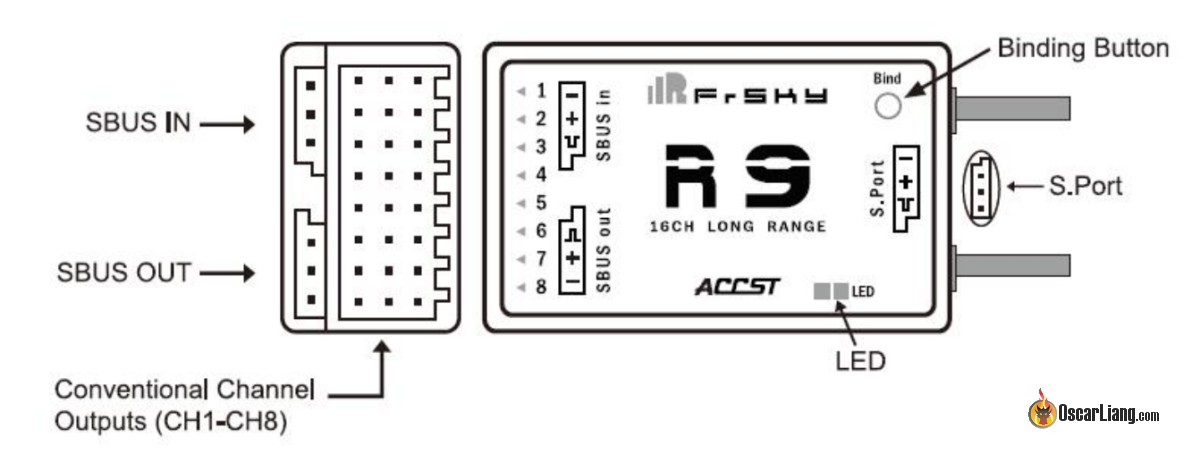 SBUS IN
SBUS OUT
Conventional Channel
Outputs (CH1-CH8)
1
2
3
4
5
6
7
8
- + SBUS in
+ - SBUS out
FrSKY
R9
16CH LONG RANGE
ACCST
Bind
S.Port
- +
LED
Binding Button
S.Port
LED
OscarLiang.com